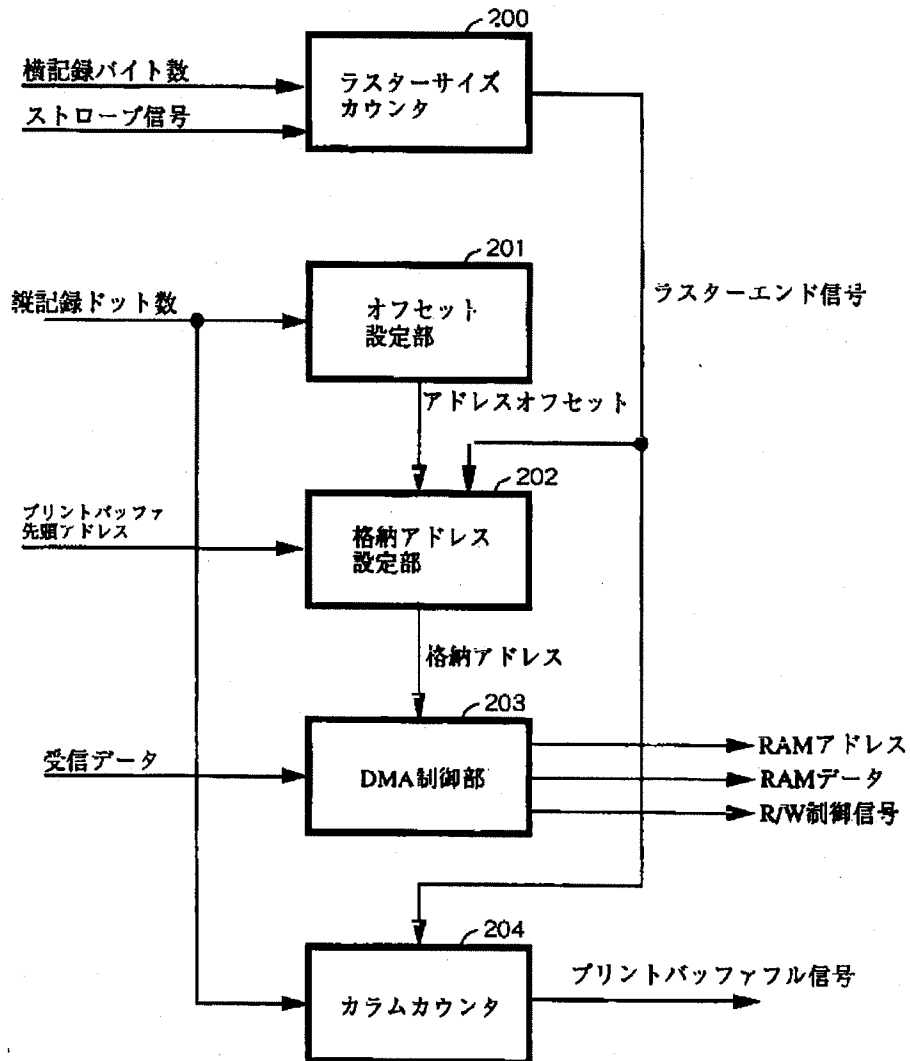 200
横記録バイト数
ストローブ信号
ラスターサイズ
カウンタ
201
縦記録ドット数
オフセット
設定部
ラスターエンド信号
アドレスオフセット
202
プリントバッファ
先頭アドレス
格納アドレス
設定部
格納アドレス
203
受信データ
DMA制御部
RAMアドレス
RAMデータ
R/W制御信号
204
カラムカウンタ
プリントバッファフル信号